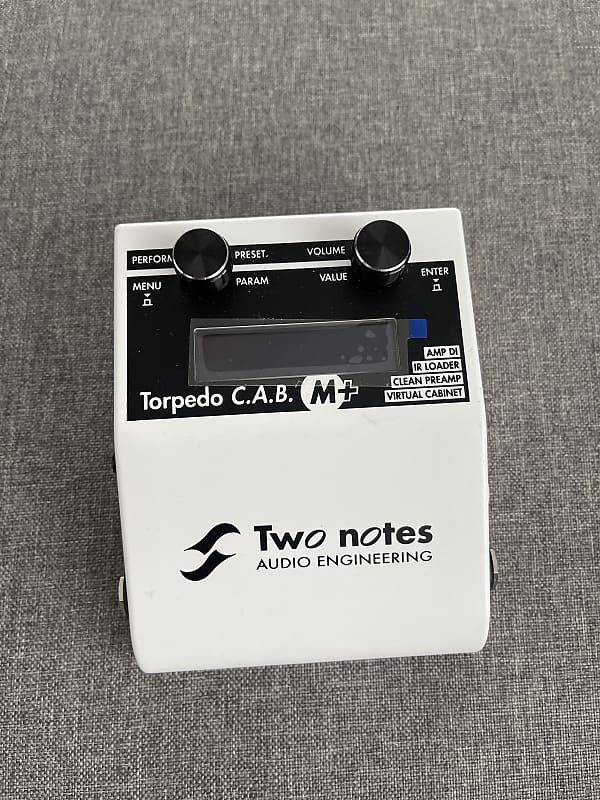 PERFORM PRESET. VOLUME
MENU PARAM VALUE ENTER
AMP DI
IR LOADER
CLEAN PREAMP
VIRTUAL CABINET
Torpedo C.A.B. M+
Two notes
AUDIO ENGINEERING